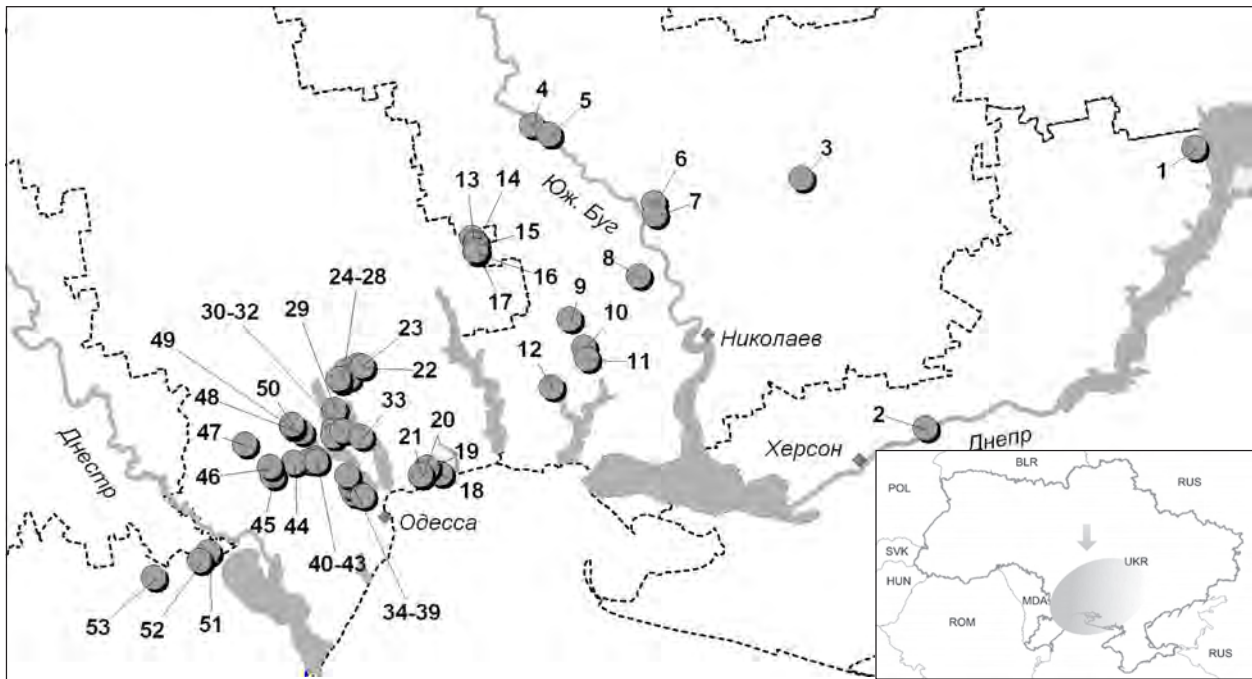 4
5
3
1
6
13
14
Юж. Буг
7
15
8
24-28
16
30-32
29
17
9
23
10
49
12
11
Николаев
22
50
48
33
2
47
20
Херсон
Днепр
21
19
46
18
Днестр
45
44
Одесса
40-43
34-39
53
52
51
BLR
POL
RUS
SVK
UKR
HUN
MDA
ROM
RUS